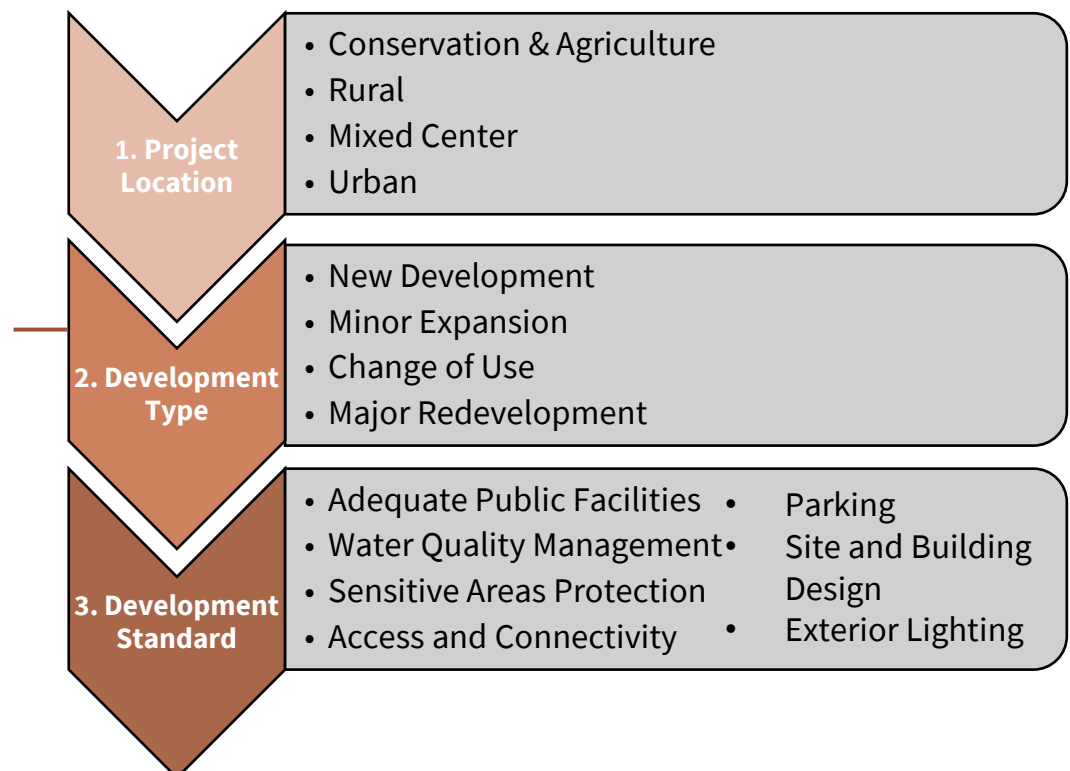 1. Project
Location
• Conservation & Agriculture
• Rural
• Mixed Center
• Urban
2. Development
Type
• New Development
• Minor Expansion
• Change of Use
• Major Redevelopment
3. Development
Standard
• Adequate Public Facilities
• Water Quality Management
• Sensitive Areas Protection
• Access and Connectivity
• Parking
• Site and Building
Design
• Exterior Lighting